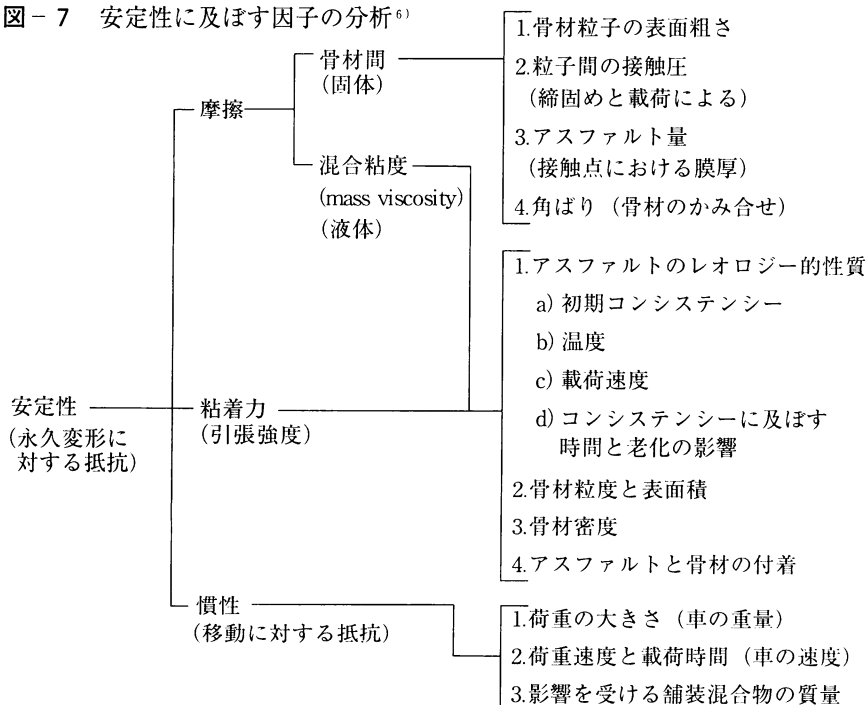 図－7 安定性に及ぼす因子の分析⁶⁾
骨材間
(固体)
摩擦
混合粘度
(mass viscosity)
(液体)
1.骨材粒子の表面粗さ
2.粒子間の接触圧
(締固めと載荷による)
3.アスファルト量
(接触点における膜厚)
4.角ばり（骨材のかみ合せ）
安定性
(永久変形に
対する抵抗)
粘着力
(引張強度)
1.アスファルトのレオロジー的性質
a) 初期コンシステンシー
b) 温度
c) 載荷速度
d) コンシステンシーに及ぼす
時間と老化の影響
2.骨材粒度と表面積
3.骨材密度
4.アスファルトと骨材の付着
慣性
(移動に対する抵抗)
1.荷重の大きさ（車の重量）
2.荷重速度と載荷時間（車の速度）
3.影響を受ける舗装混合物の質量